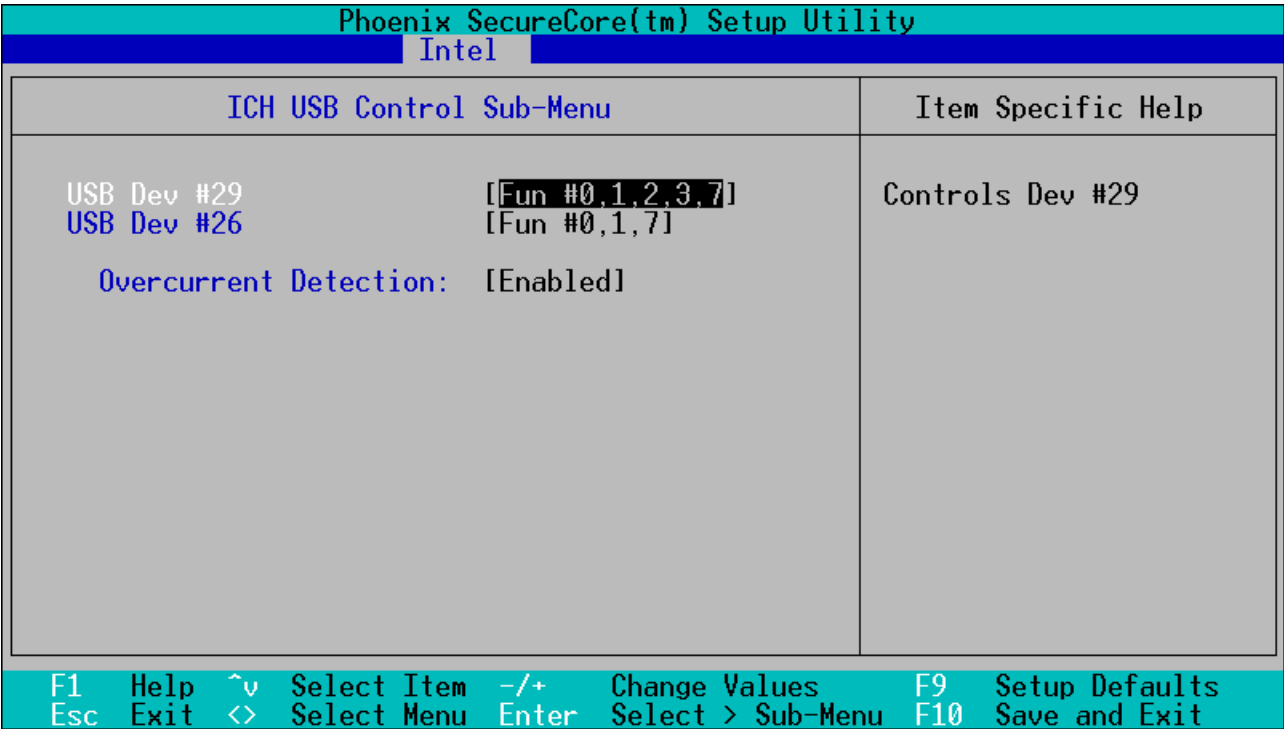 Phoenix SecureCore(tm) Setup Utility
Intel
ICH USB Control Sub-Menu
Item Specific Help
USB Dev #29 [Fun #0,1,2,3,7]
Controls Dev #29
USB Dev #26 [Fun #0,1,7]
Overcurrent Detection: [Enabled]
F1 Help ^v Select Item -/+ Change Values F9 Setup Defaults
Esc Exit <> Select Menu Enter Select > Sub-Menu F10 Save and Exit